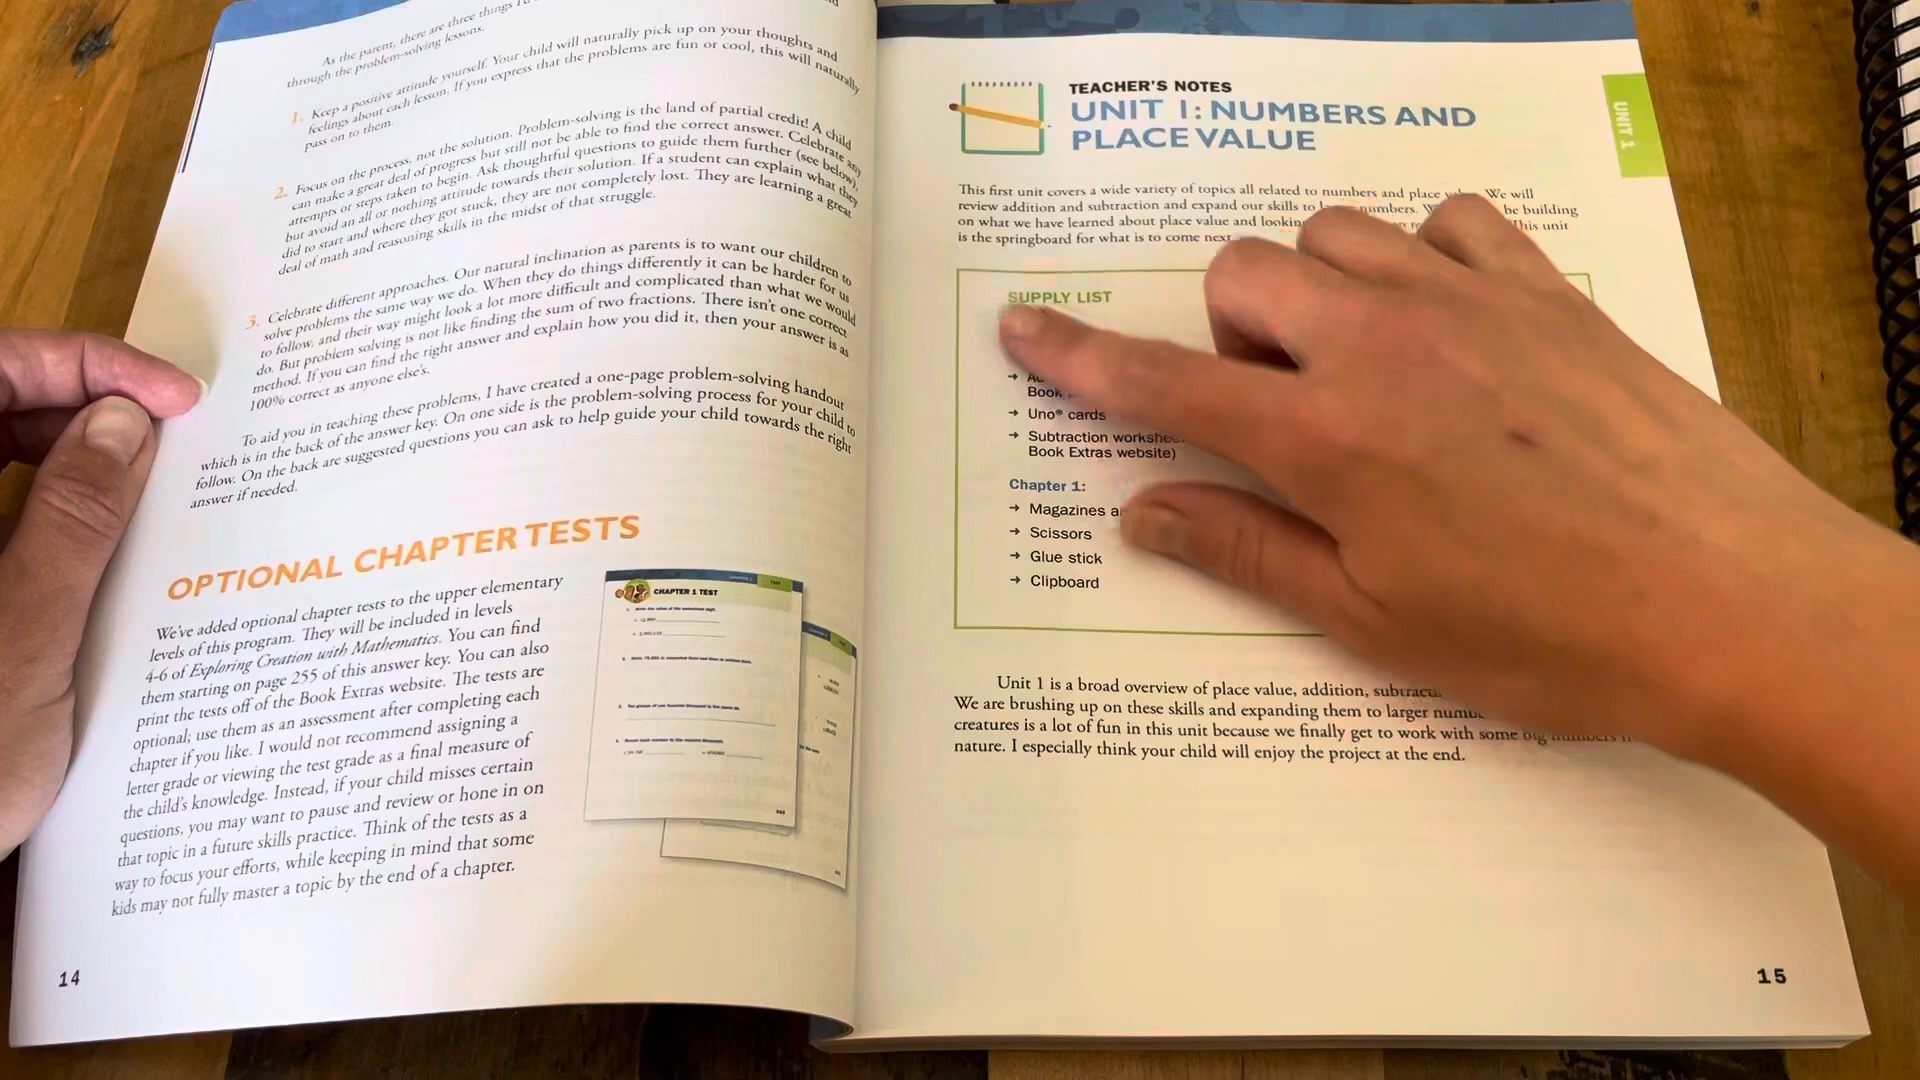 As the parent, there are three things I'd
through the problem-solving lessons.
1. Keep a positive attitude yourself. Your child will naturally pick up on your thoughts and
feelings about each lesson. If you express that the problems are fun or cool, this will naturally
pass on to them.
2. Focus on the process, not the solution. Problem-solving is the land of partial credit! A child
can make a great deal of progress but still not be able to find the correct answer. Celebrate any
attempts or steps taken to begin. Ask thoughtful questions to guide them further (see below),
but avoid an all or nothing attitude towards their solution. If a student can explain what they
did to start and where they got stuck, they are not completely lost. They are learning a great
deal of math and reasoning skills in the midst of that struggle.
3. Celebrate different approaches. Our natural inclination as parents is to want our children to
solve problems the same way we do. When they do things differently it can be harder for us
to follow, and their way might look a lot more difficult and complicated than what we would
do. But problem solving is not like finding the sum of two fractions. There isn't one correct
method. If you can find the right answer and explain how you did it, then your answer is as
100% correct as anyone else's.
To aid you in teaching these problems, I have created a one-page problem-solving handout
which is in the back of the answer key. On one side is the problem-solving process for your child to
follow. On the back are suggested questions you can ask to help guide your child towards the right
answer if needed.
OPTIONAL CHAPTER TESTS
We've added optional chapter tests to the upper elementary
levels of this program. They will be included in levels
4-6 of Exploring Creation with Mathematics. You can find
them starting on page 255 of this answer key. You can also
print the tests off of the Book Extras website. The tests are
optional; use them as an assessment after completing each
chapter if you like. I would not recommend assigning a
letter grade or viewing the test grade as a final measure of
the child's knowledge. Instead, if your child misses certain
questions, you may want to pause and review or hone in on
that topic in a future skills practice. Think of the tests as a
way to focus your efforts, while keeping in mind that some
kids may not fully master a topic by the end of a chapter.
CHAPTER 1 TEST
14
TEACHER'S NOTES
UNIT 1: NUMBERS AND
PLACE VALUE
UNIT 1
This first unit covers a wide variety of topics all related to numbers and place We will
review addition and subtraction and expand our skills to numbers. be building
on what we have learned about place value and looking This unit
is the springboard for what is to come next
SUPPLY LIST
Book
→ Uno® cards
→ Subtraction
Book Extras website)
Chapter 1:
→ Magazines
→ Scissors
→ Glue stick
→ Clipboard
Unit 1 is a broad overview of place value, addition,
We are brushing up on these skills and expanding them to larger
creatures is a lot of fun in this unit because we finally get to work with some big numbers
nature. I especially think your child will enjoy the project at the end.
15